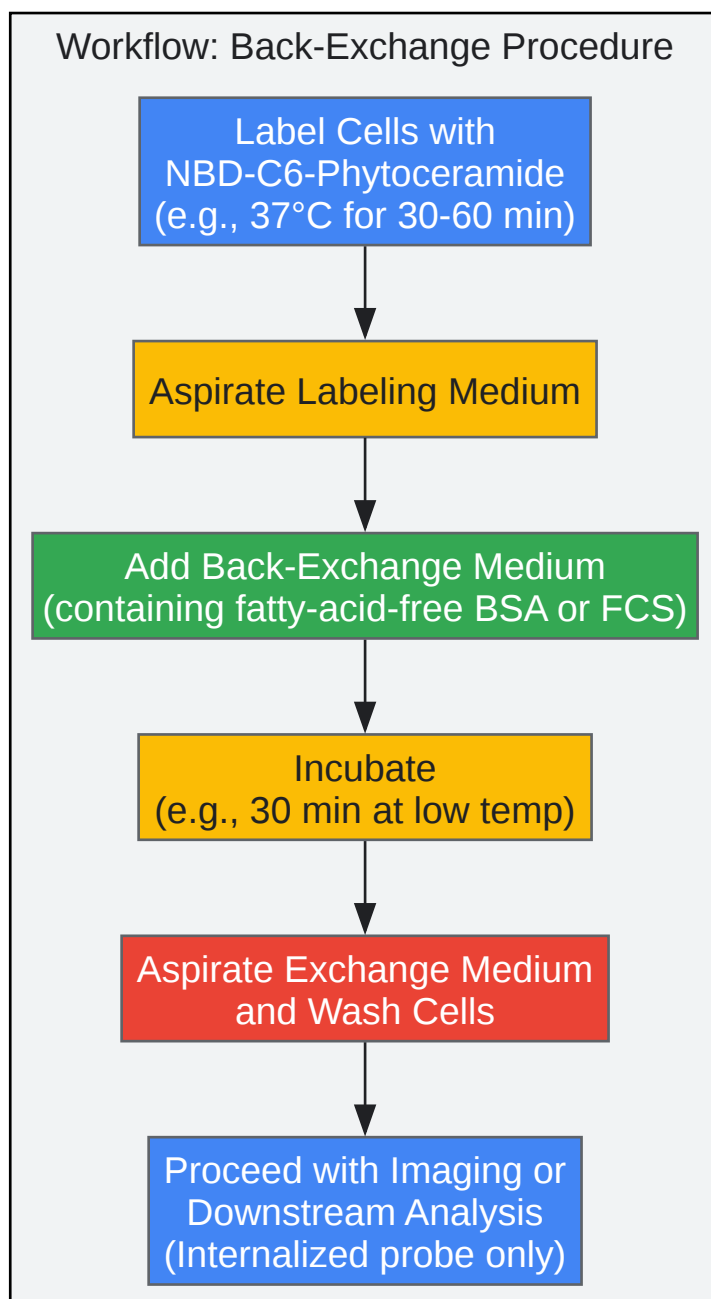 Workflow: Back-Exchange Procedure
Label Cells with
NBD-C6-Phytoceramide
(e.g., 37°C for 30-60 min)
Aspirate Labeling Medium
Add Back-Exchange Medium
(containing fatty-acid-free BSA or FCS)
Incubate
(e.g., 30 min at low temp)
Aspirate Exchange Medium
and Wash Cells
Proceed with Imaging or
Downstream Analysis
(Internalized probe only)